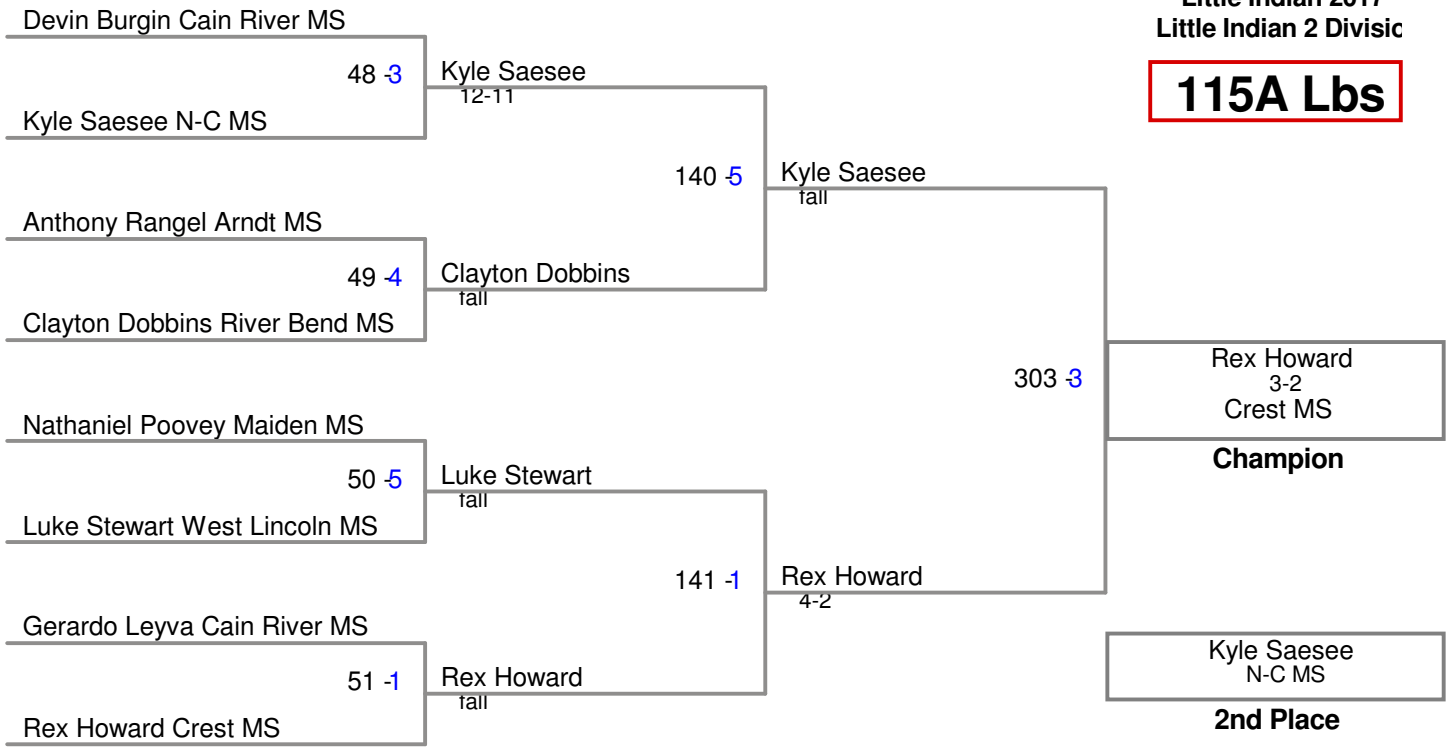 Little Indian 2017
Little Indian 2 Divisic
115A Lbs
Devin Burgin Cain River MS
48 -3
Kyle Saesee
12-11
Kyle Saesee N-C MS
140 -5
Kyle Saesee
fall
Anthony Rangel Arndt MS
49 -4
Clayton Dobbins
fall
Clayton Dobbins River Bend MS
303 -3
Rex Howard
3-2
Crest MS
Champion
Nathaniel Poovey Maiden MS
50 -5
Luke Stewart
fall
Luke Stewart West Lincoln MS
141 -1
Rex Howard
4-2
Gerardo Leyva Cain River MS
51 -1
Rex Howard
fall
Rex Howard Crest MS
Kyle Saesee
N-C MS
2nd Place